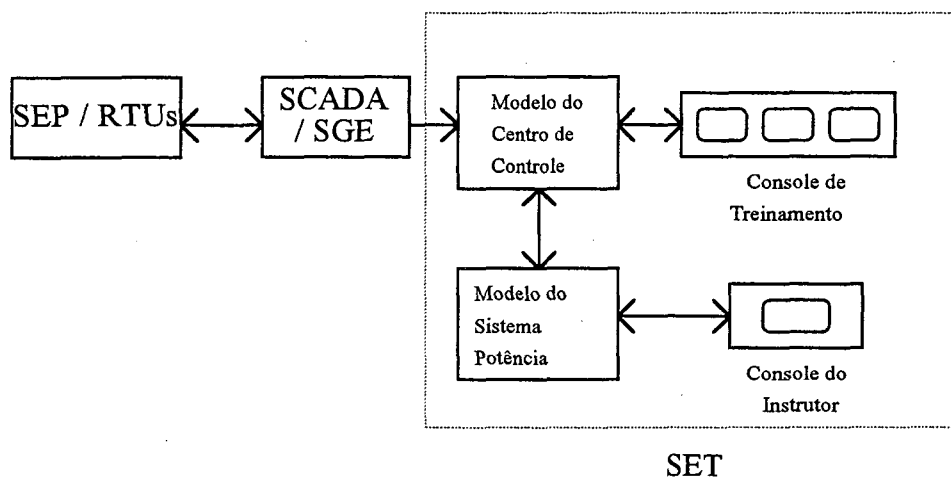 SEP / RTUs
SCADA
/ SGE
Modelo do
Centro de
Controle
Console de
Treinamento
Modelo do
Sistema
Potência
Console do
Instrutor
SET